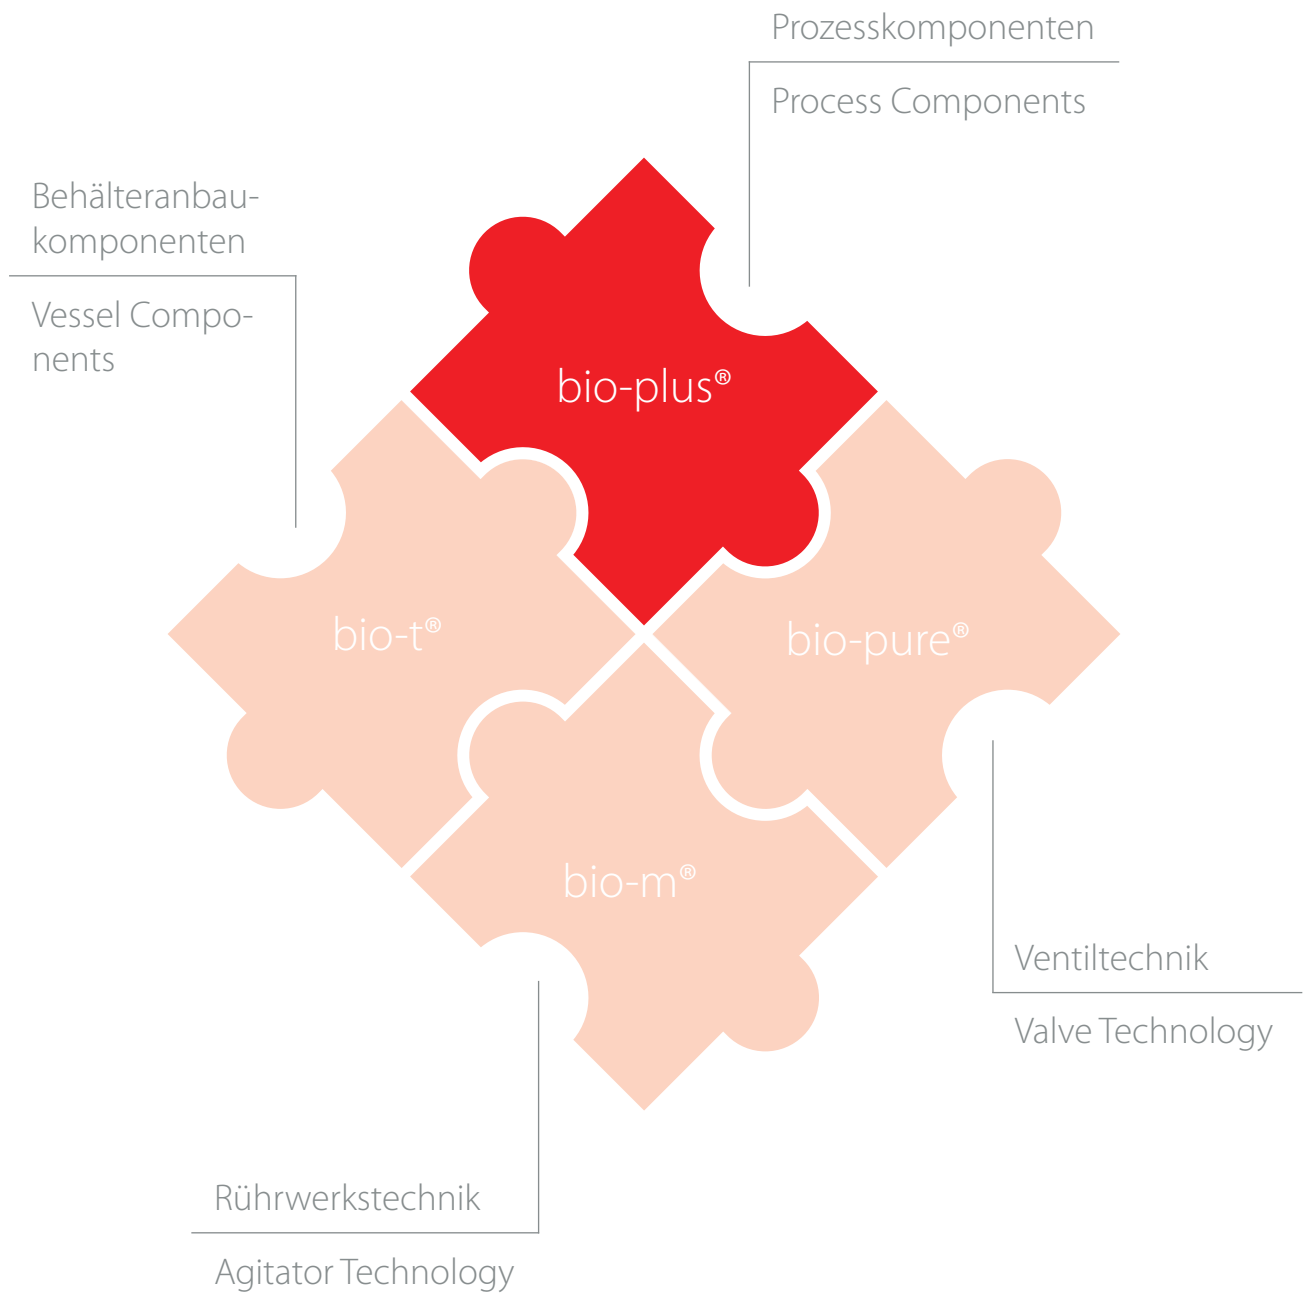 Prozesskomponenten
Process Components
Behälteranbau-
komponenten
Vessel Compo-
nents
bio-plus®
bio-t®
bio-pure®
bio-m®
Ventiltechnik
Valve Technology
Rührwerkstechnik
Agitator Technology